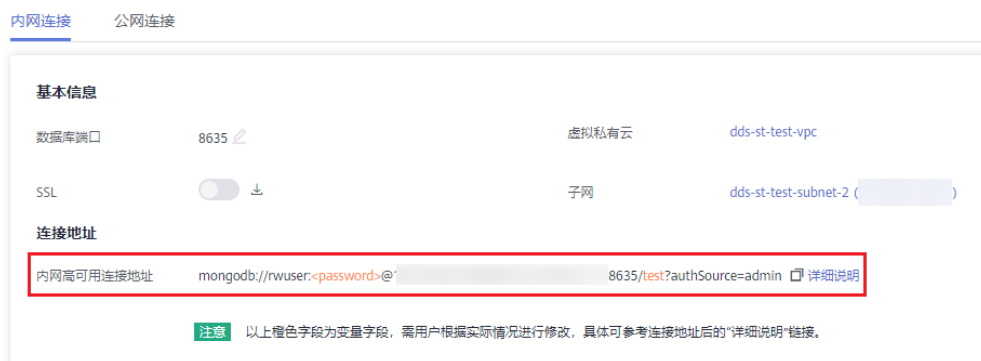 内网连接 公网连接
基本信息
数据库端口 8635 虚拟私有云 dds-st-test-vpc
SSL 子网 dds-st-test-subnet-2 ( )
连接地址
内网高可用连接地址 mongodb://rwuser:<password>@ 8635/test?authSource=admin 详细说明
注意 以上橙色字段为变量字段，需用户根据实际情况进行修改，具体可参考连接地址后的“详细说明”链接。